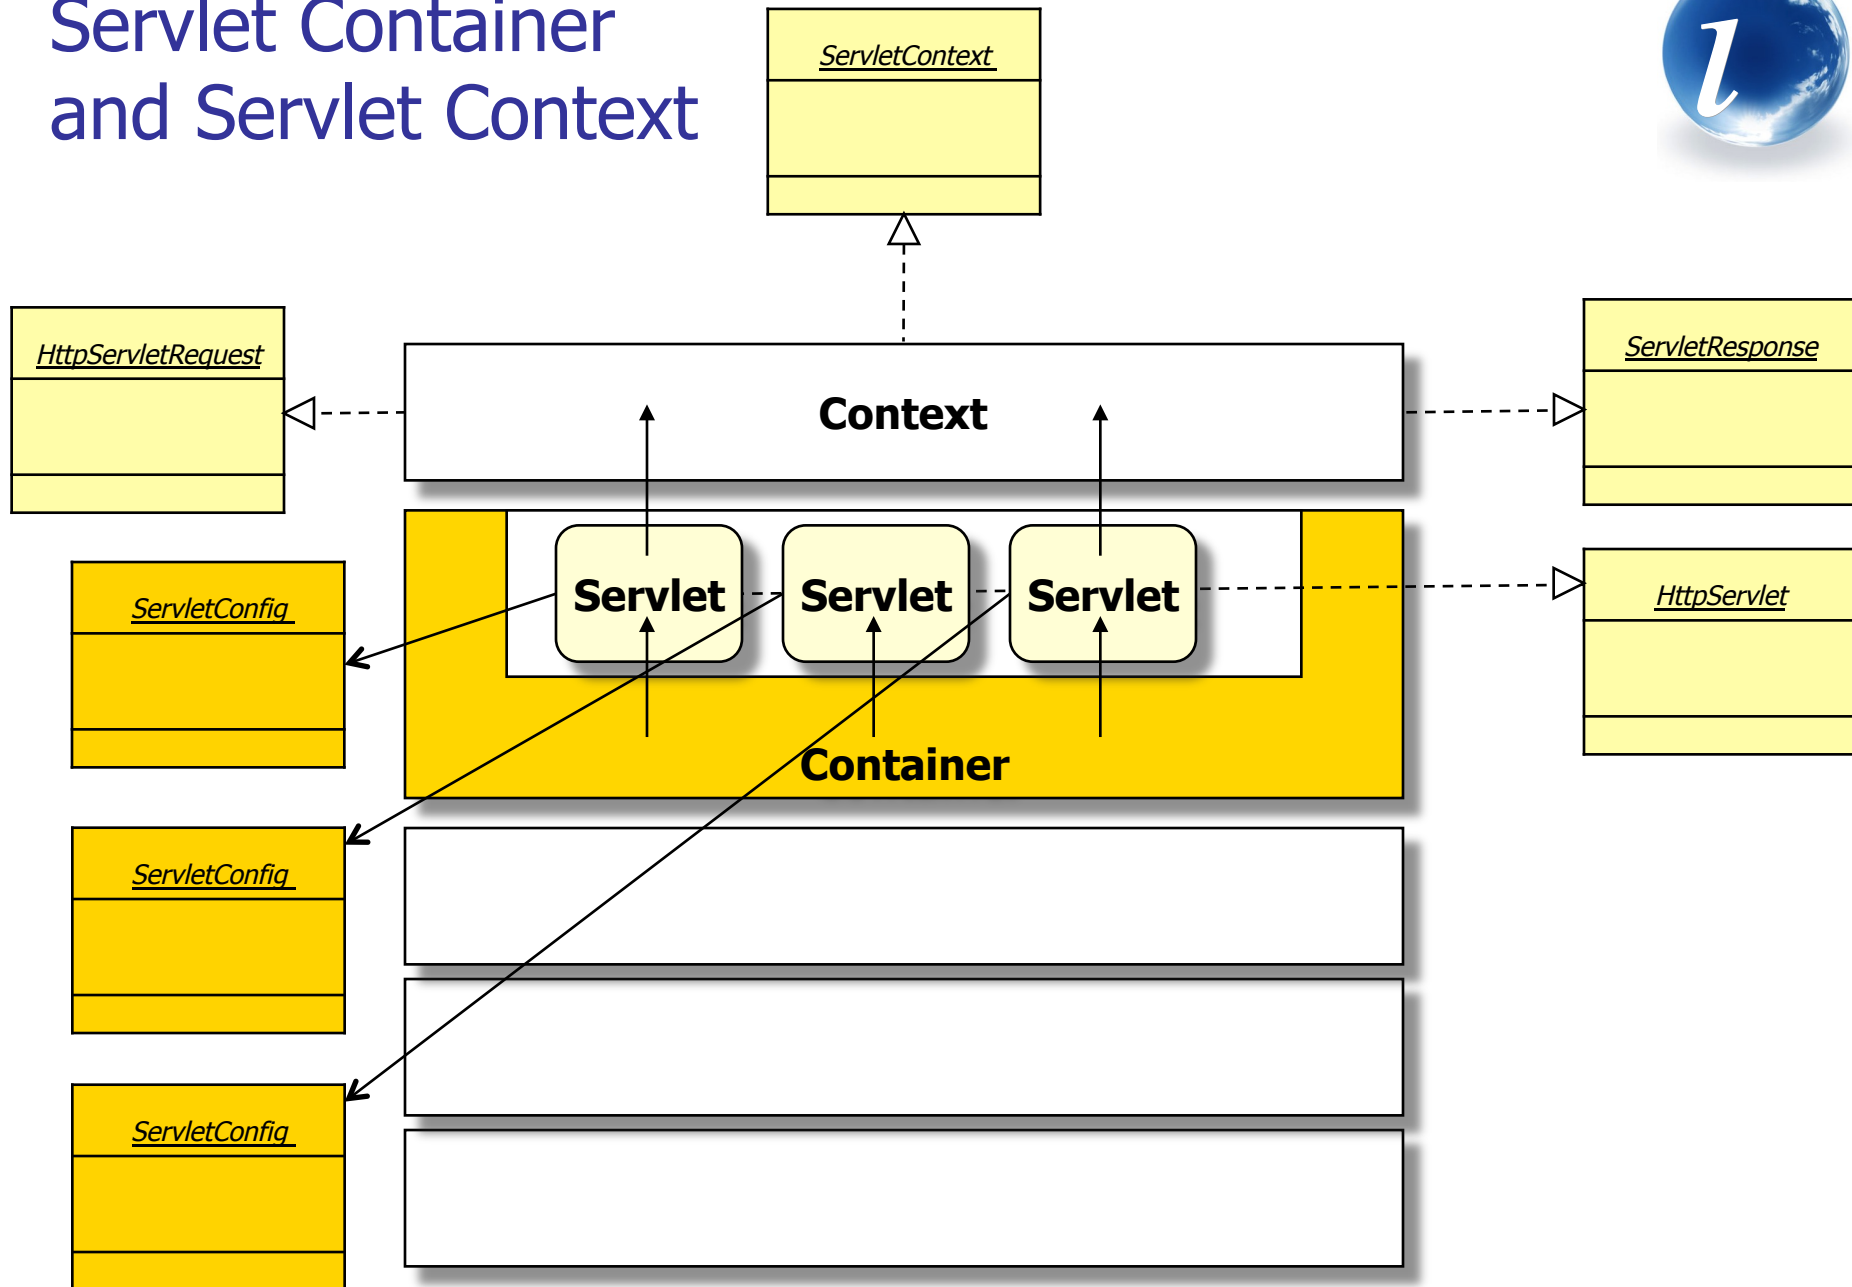 Servlet Container
and Servlet Context
ServletContext
HttpServletRequest
ServletResponse
Context
Servlet
Servlet
Servlet
HttpServlet
ServletConfig
Container
ServletConfig
ServletConfig